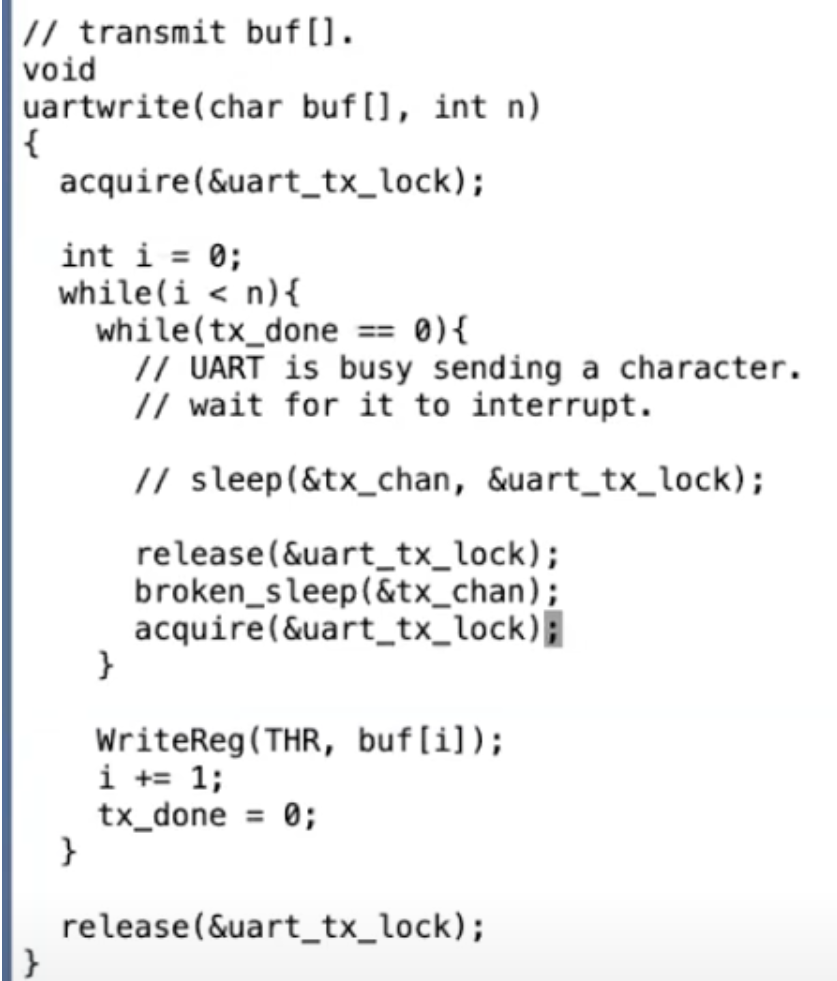 // transmit buf[].
void
uartwrite(char buf[], int n)
{
  acquire(&uart_tx_lock);

  int i = 0;
  while(i < n){
    while(tx_done == 0){
      // UART is busy sending a character.
      // wait for it to interrupt.

      // sleep(&tx_chan, &uart_tx_lock);

      release(&uart_tx_lock);
      broken_sleep(&tx_chan);
      acquire(&uart_tx_lock);
    }

    WriteReg(THR, buf[i]);
    i += 1;
    tx_done = 0;
  }

  release(&uart_tx_lock);
}